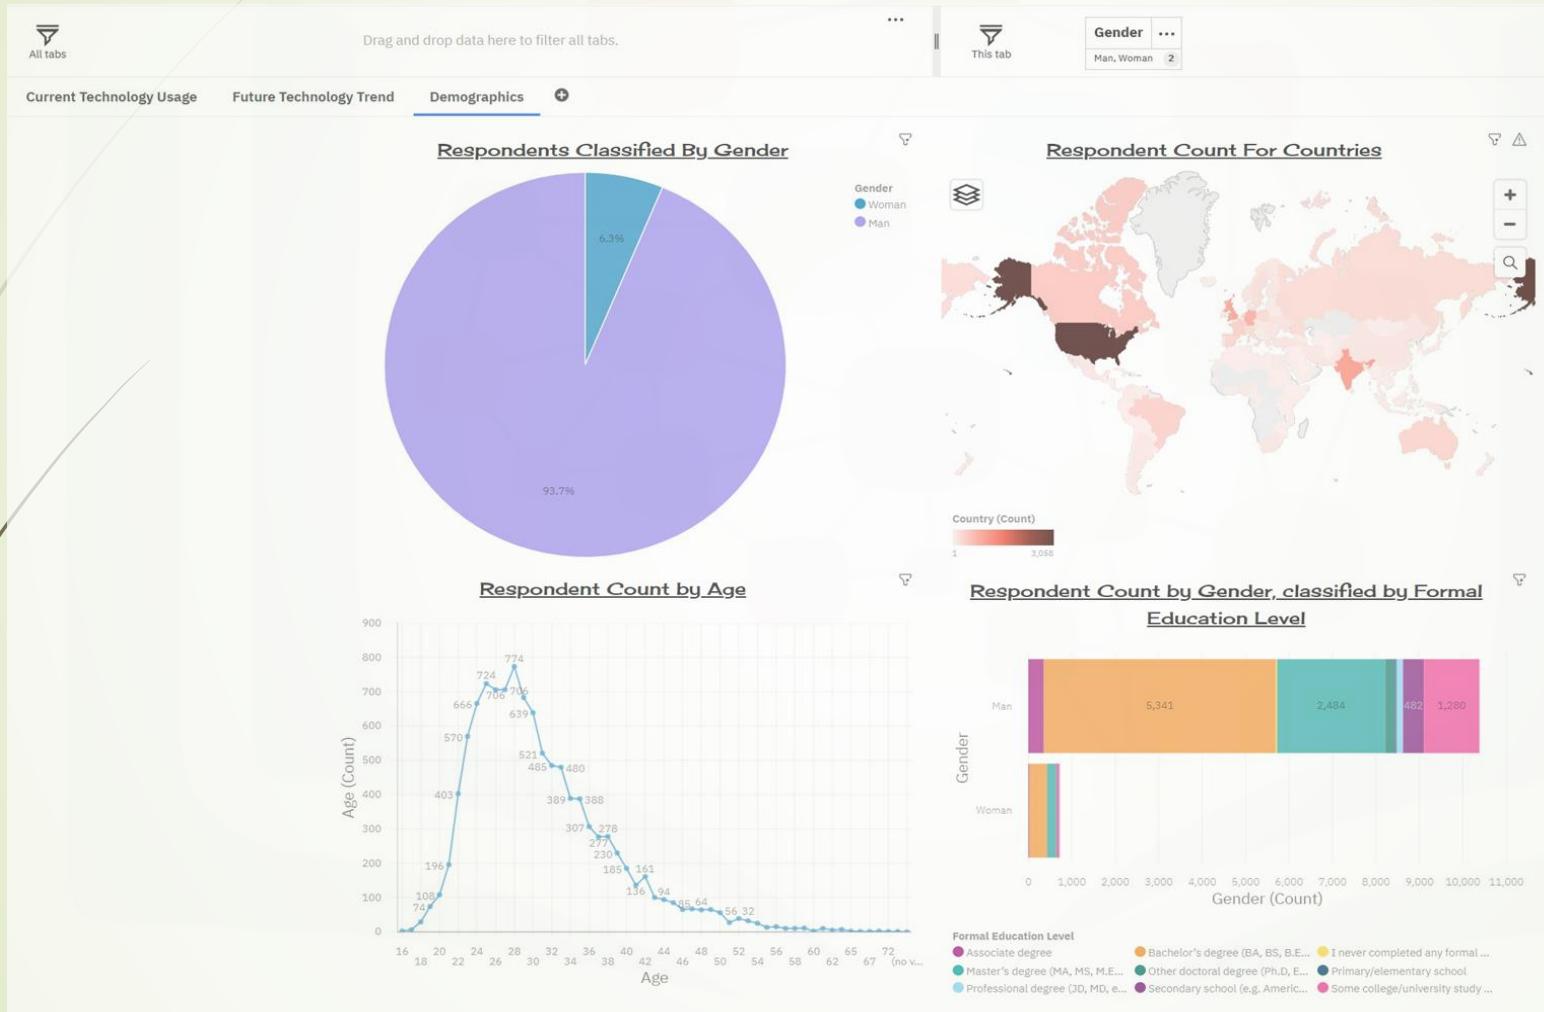 All tabs
Drag and drop data here to filter all tabs.
...
This tab
Gender ...
Man, Woman 2
Current Technology Usage
Future Technology Trend
Demographics
Respondents Classified By Gender
Gender
Woman
Man
6.3%
93.7%
Respondent Count For Countries
+
−
Country (Count)
1
Respondent Count by Age
Age (Count)
900
800
700
600
500
400
300
200
100
0
74
108
196
403
570
666
724
706
706
774
639
521
485
480
389
388
307
277
278
230
185
136
161
94
85
64
56
32
16 20 24 28 32 36 40 44 48 52 56 60 65 72
18 22 26 30 34 38 42 46 50 54 58 62 67 (no v...
Age
Respondent Count by Gender, classified by Formal
Education Level
Gender
Man
5,341
2,484
482
1,280
Woman
0 1,000 2,000 3,000 4,000 5,000 6,000 7,000 8,000 9,000 10,000 11,000
Gender (Count)
Formal Education Level
Associate degree
Bachelor's degree (BA, BS, B.E...
I never completed any formal ...
Master's degree (MA, MS, M.E...
Other doctoral degree (Ph.D, E...
Primary/elementary school
Professional degree (JD, MD, e...
Secondary school (e.g. Americ...
Some college/university study ...